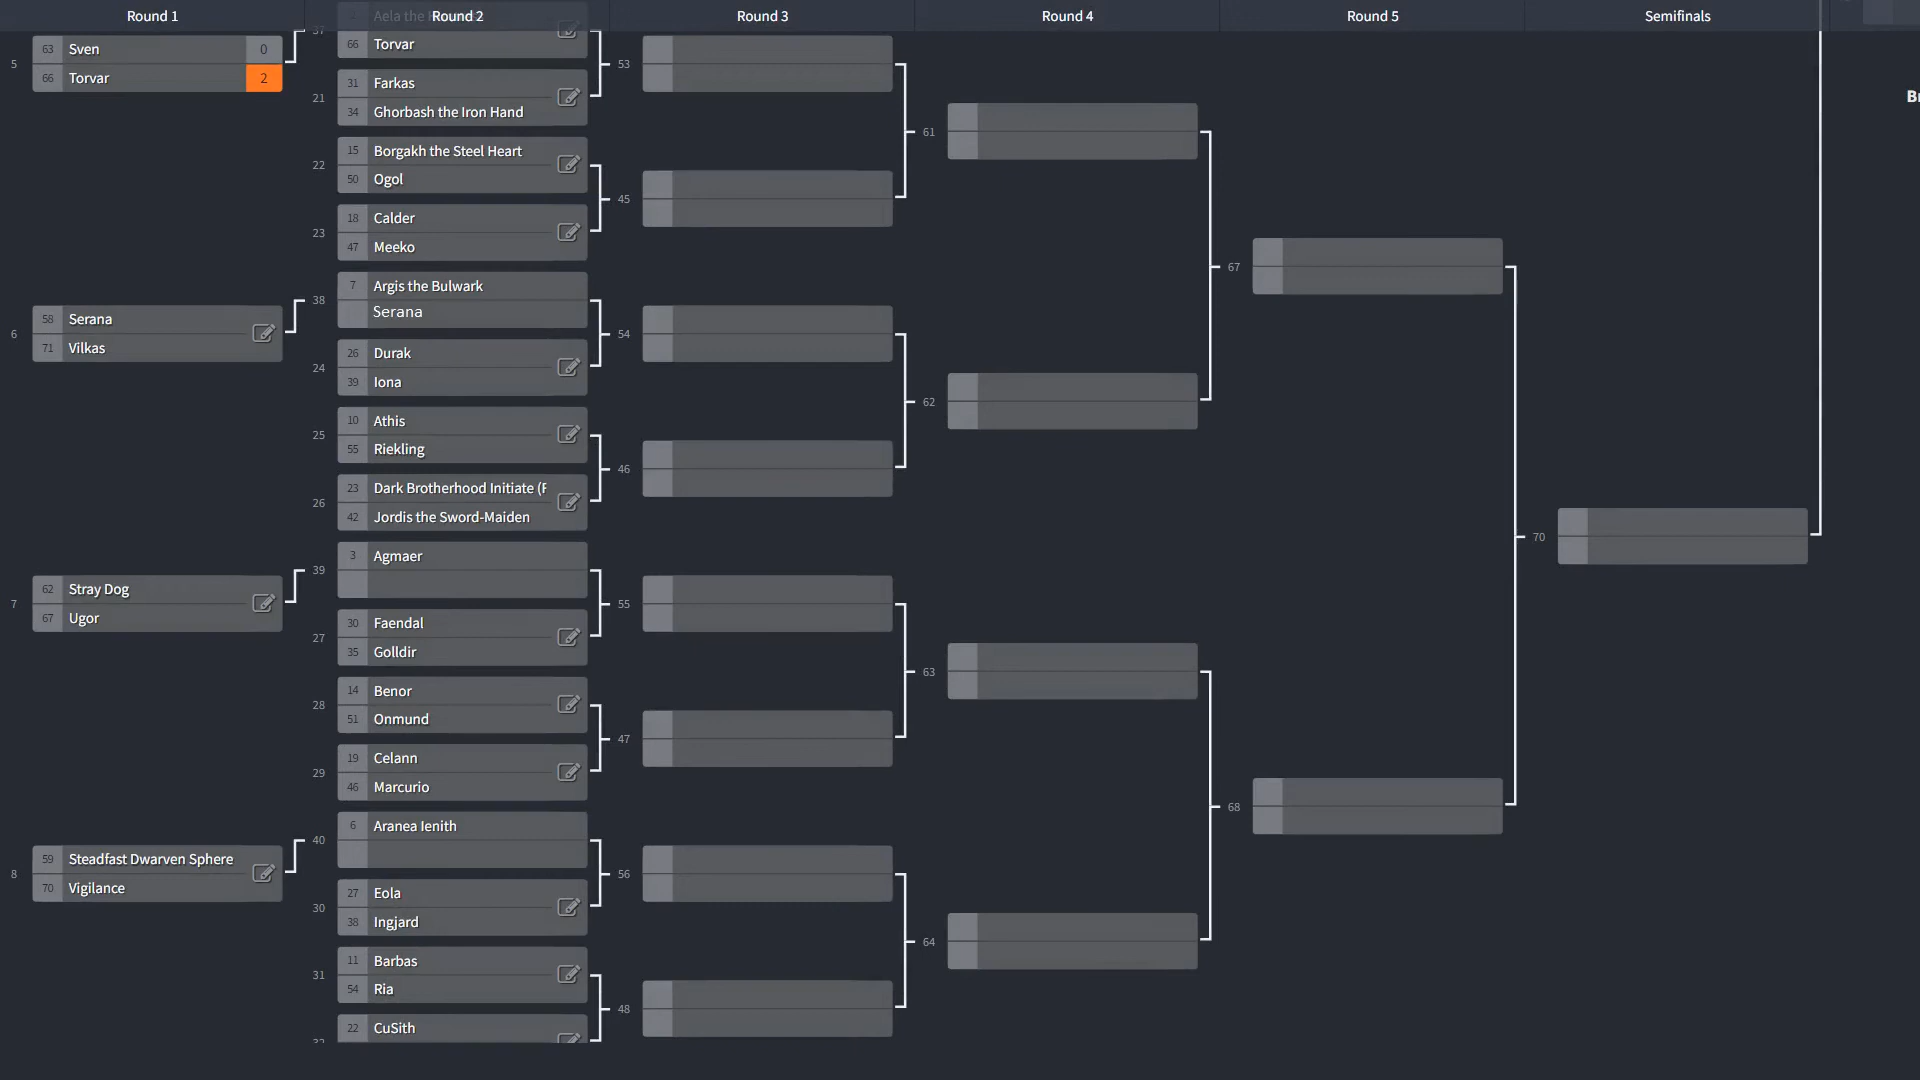 Round 1
Round 2
Round 3
Round 4
Round 5
Semifinals
Aela the
5
63 Sven 0
66 Torvar 2
37
66 Torvar
21
31 Farkas
34 Ghorbash the Iron Hand
22
15 Borgakh the Steel Heart
50 Ogol
23
18 Calder
47 Meeko
6
58 Serana
71 Vilkas
38
7 Argis the Bulwark
Serana
24
26 Durak
39 Iona
25
10 Athis
55 Riekling
26
23 Dark Brotherhood Initiate (F
42 Jordis the Sword-Maiden
7
62 Stray Dog
67 Ugor
39
3 Agmaer
27
30 Faendal
35 Golldir
28
14 Benor
51 Onmund
29
19 Celann
46 Marcurio
8
59 Steadfast Dwarven Sphere
70 Vigilance
40
6 Aranea Ienith
30
27 Eola
38 Ingjard
31
11 Barbas
54 Ria
32
22 CuSith
53
45
54
46
55
47
56
48
61
62
63
64
67
68
70